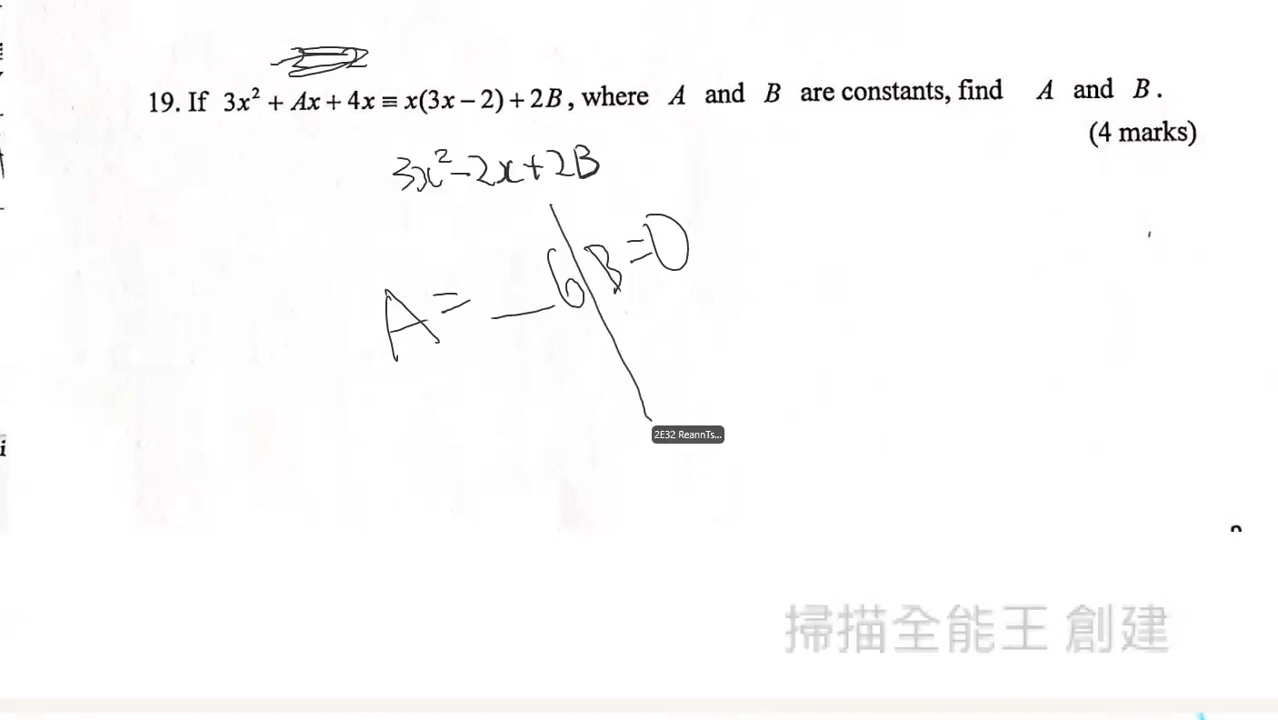 19. If 3x² + Ax + 4x ≡ x(3x − 2) + 2B, where A and B are constants, find A and B.
(4 marks)
3x²-2x+2B
A = -6 B=0
2E32 ReannTs...
i
掃描全能王 創建